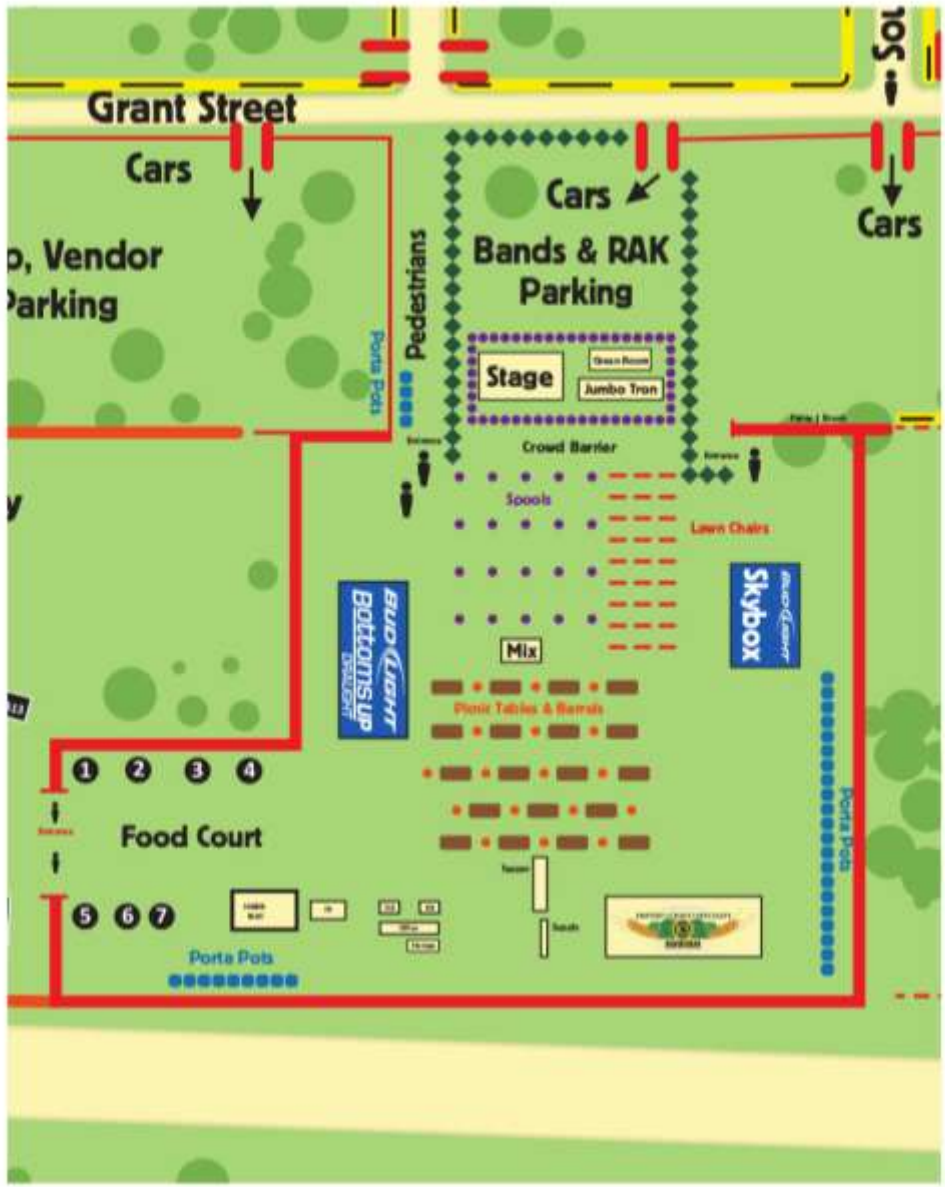 Sou
Grant Street
Cars
Cars
Cars
o, Vendor
Parking
Pedestrians
Bands & RAK
Parking
Porta Pots
Stage
Green Room
Jumbo Tron
Entrance
Crowd Barrier
Entrance
Spools
Lawn Chairs
y
BUD LIGHT
Skybox
BUD LIGHT
Bottoms UP
DRAUGHT
Mix
Picnic Tables & Barrels
1
2
3
4
Porta Pots
Entrance
Food Court
5
6
7
Porta Pots